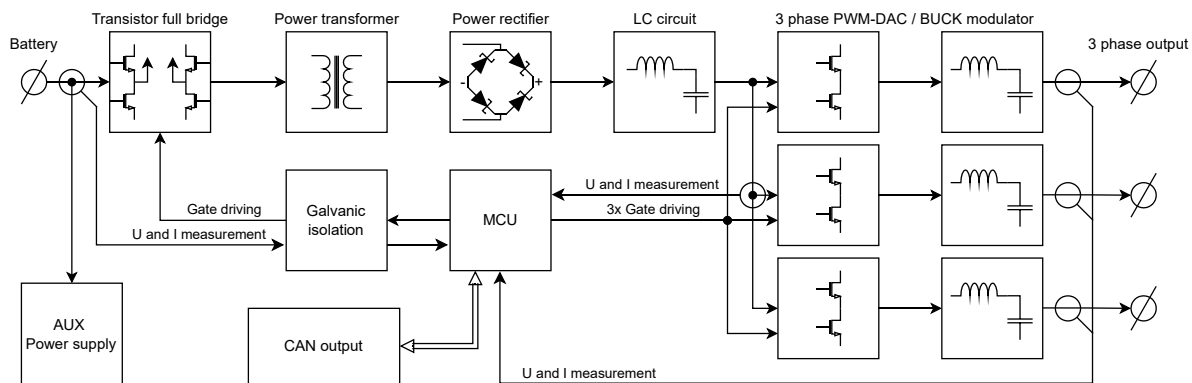 Transistor full bridge
Power transformer
Power rectifier
LC circuit
3 phase PWM-DAC / BUCK modulator
Battery
3 phase output
-
+
U and I measurement
Gate driving
Galvanic
isolation
MCU
3x Gate driving
U and I measurement
AUX
Power supply
CAN output
U and I measurement